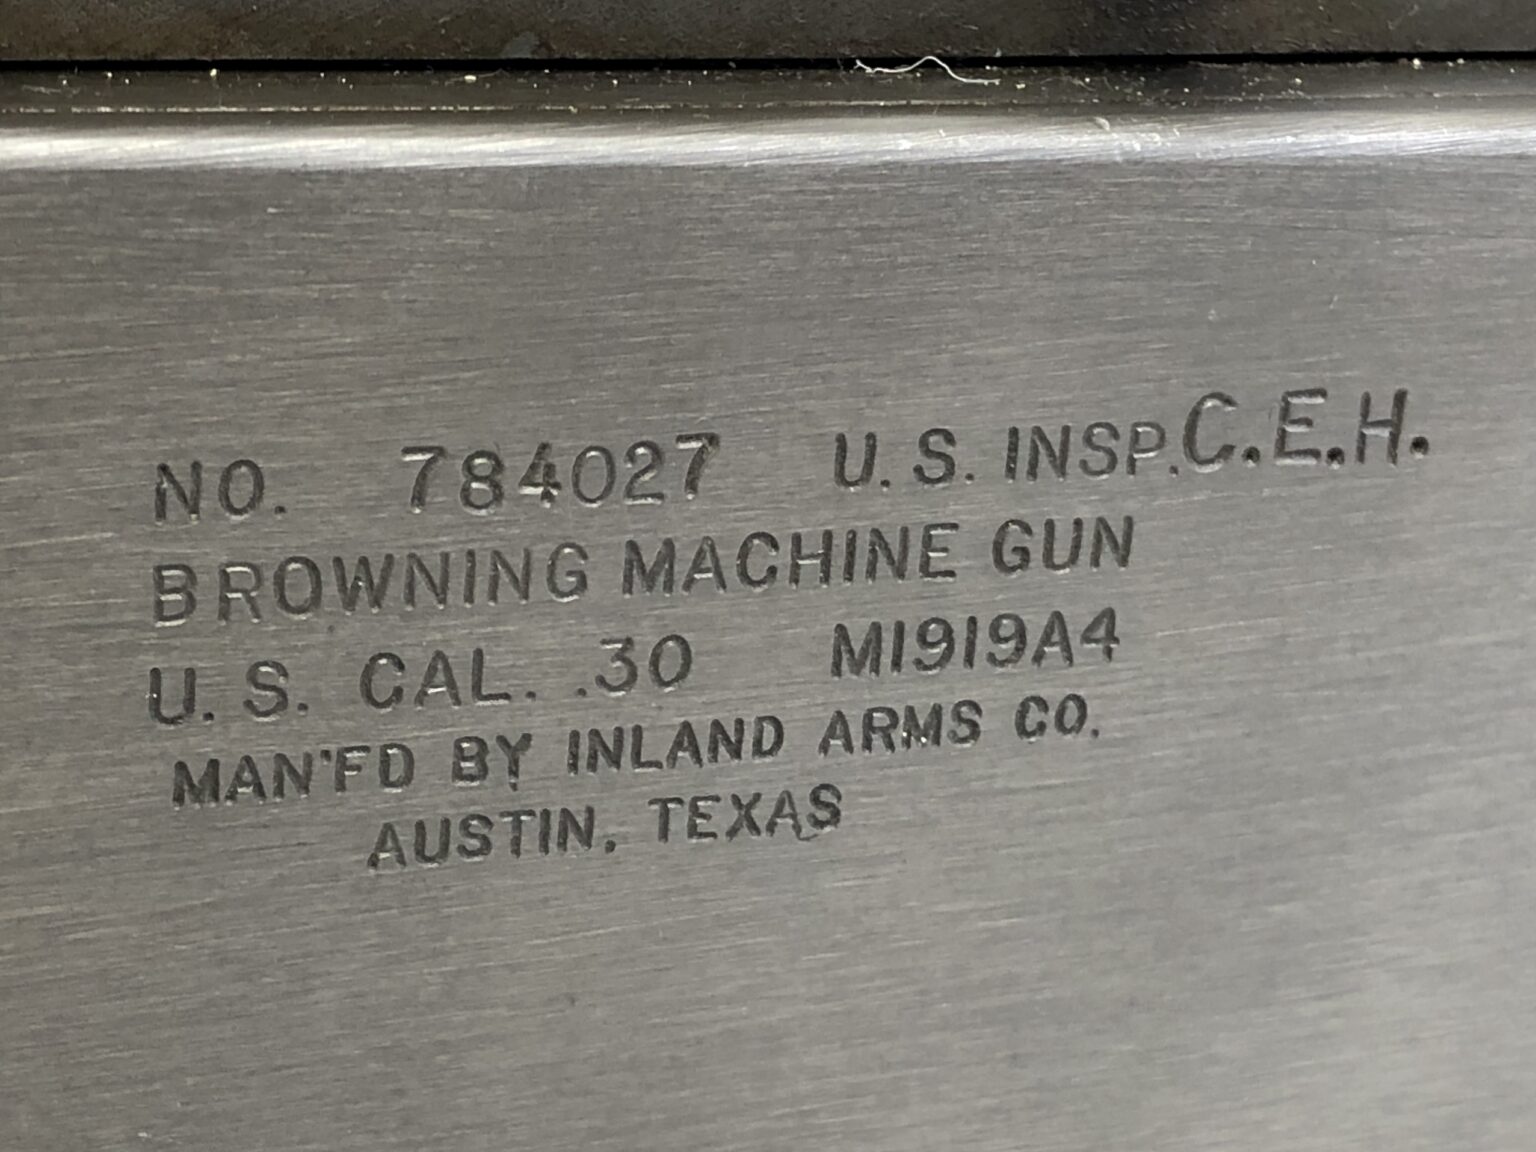 NO. 784027 U. S. INSP. C.E.H.
BROWNING MACHINE GUN
U. S. CAL. .30 M1919A4
MAN'FD BY INLAND ARMS CO.
AUSTIN, TEXAS